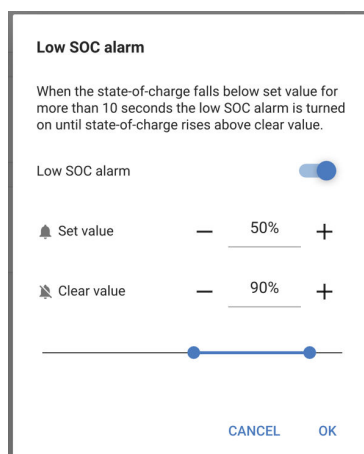 Low SOC alarm
When the state-of-charge falls below set value for
more than 10 seconds the low SOC alarm is turned
on until state-of-charge rises above clear value.
Low SOC alarm
Set value — 50% +
Clear value — 90% +
CANCEL OK